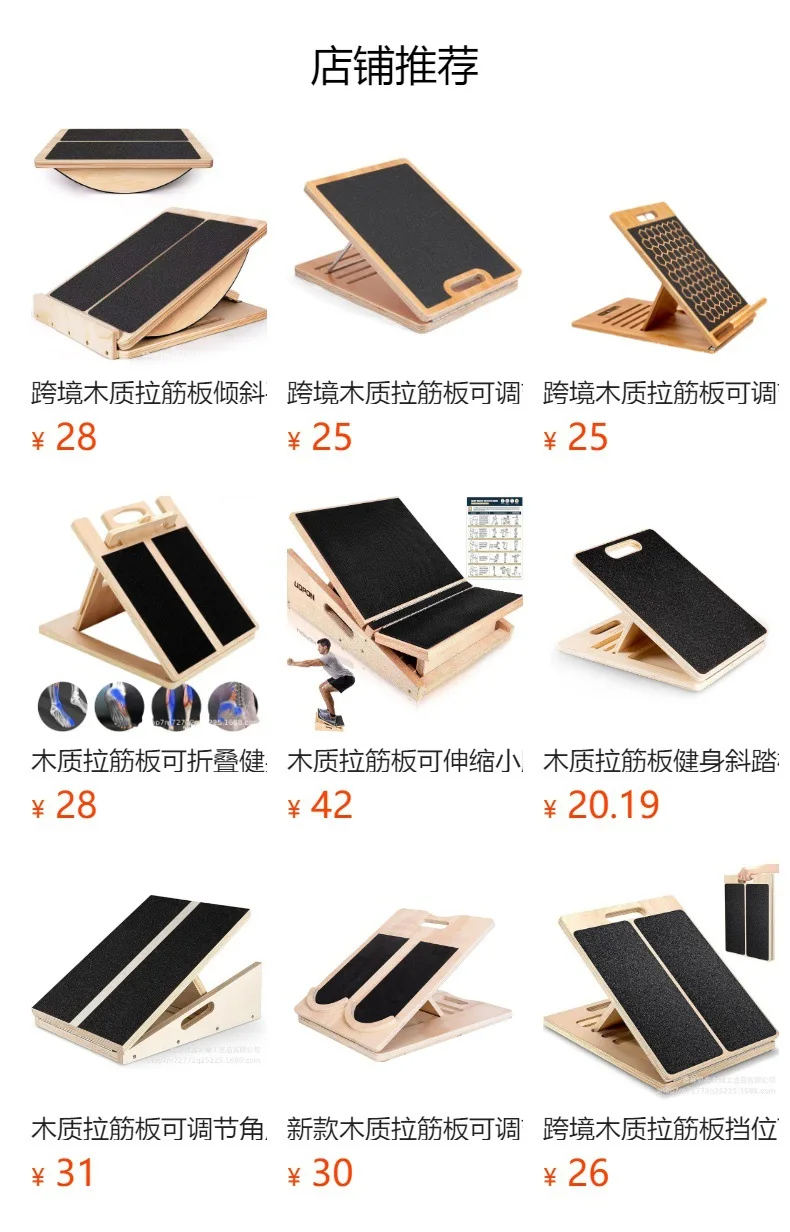 店铺推荐
跨境木质拉筋板倾斜
跨境木质拉筋板可调
跨境木质拉筋板可调
¥ 28
¥ 25
¥ 25
UOPON
木质拉筋板可折叠健
木质拉筋板可伸缩小
木质拉筋板健身斜踏
¥ 28
¥ 42
¥ 20.19
木质拉筋板可调节角
新款木质拉筋板可调
跨境木质拉筋板挡位
¥ 31
¥ 30
¥ 26